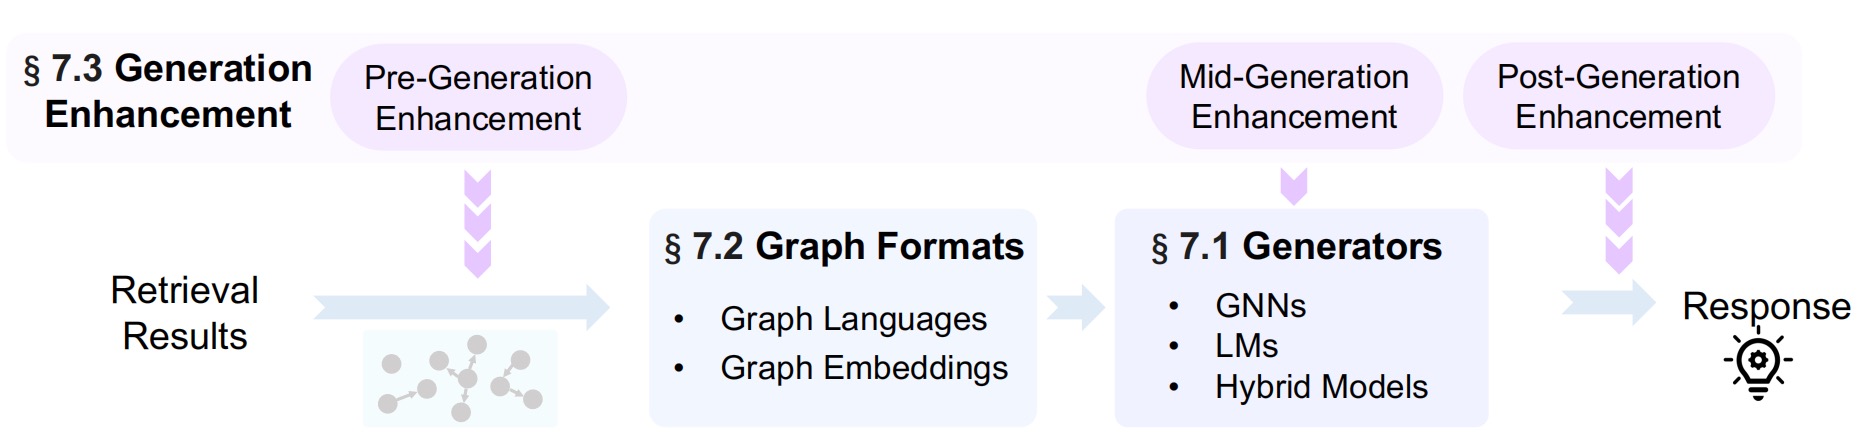 § 7.3 Generation
Enhancement
Pre-Generation
Enhancement
Mid-Generation
Enhancement
Post-Generation
Enhancement
Retrieval
Results
§ 7.2 Graph Formats
• Graph Languages
• Graph Embeddings
§ 7.1 Generators
• GNNs
• LMs
• Hybrid Models
Response